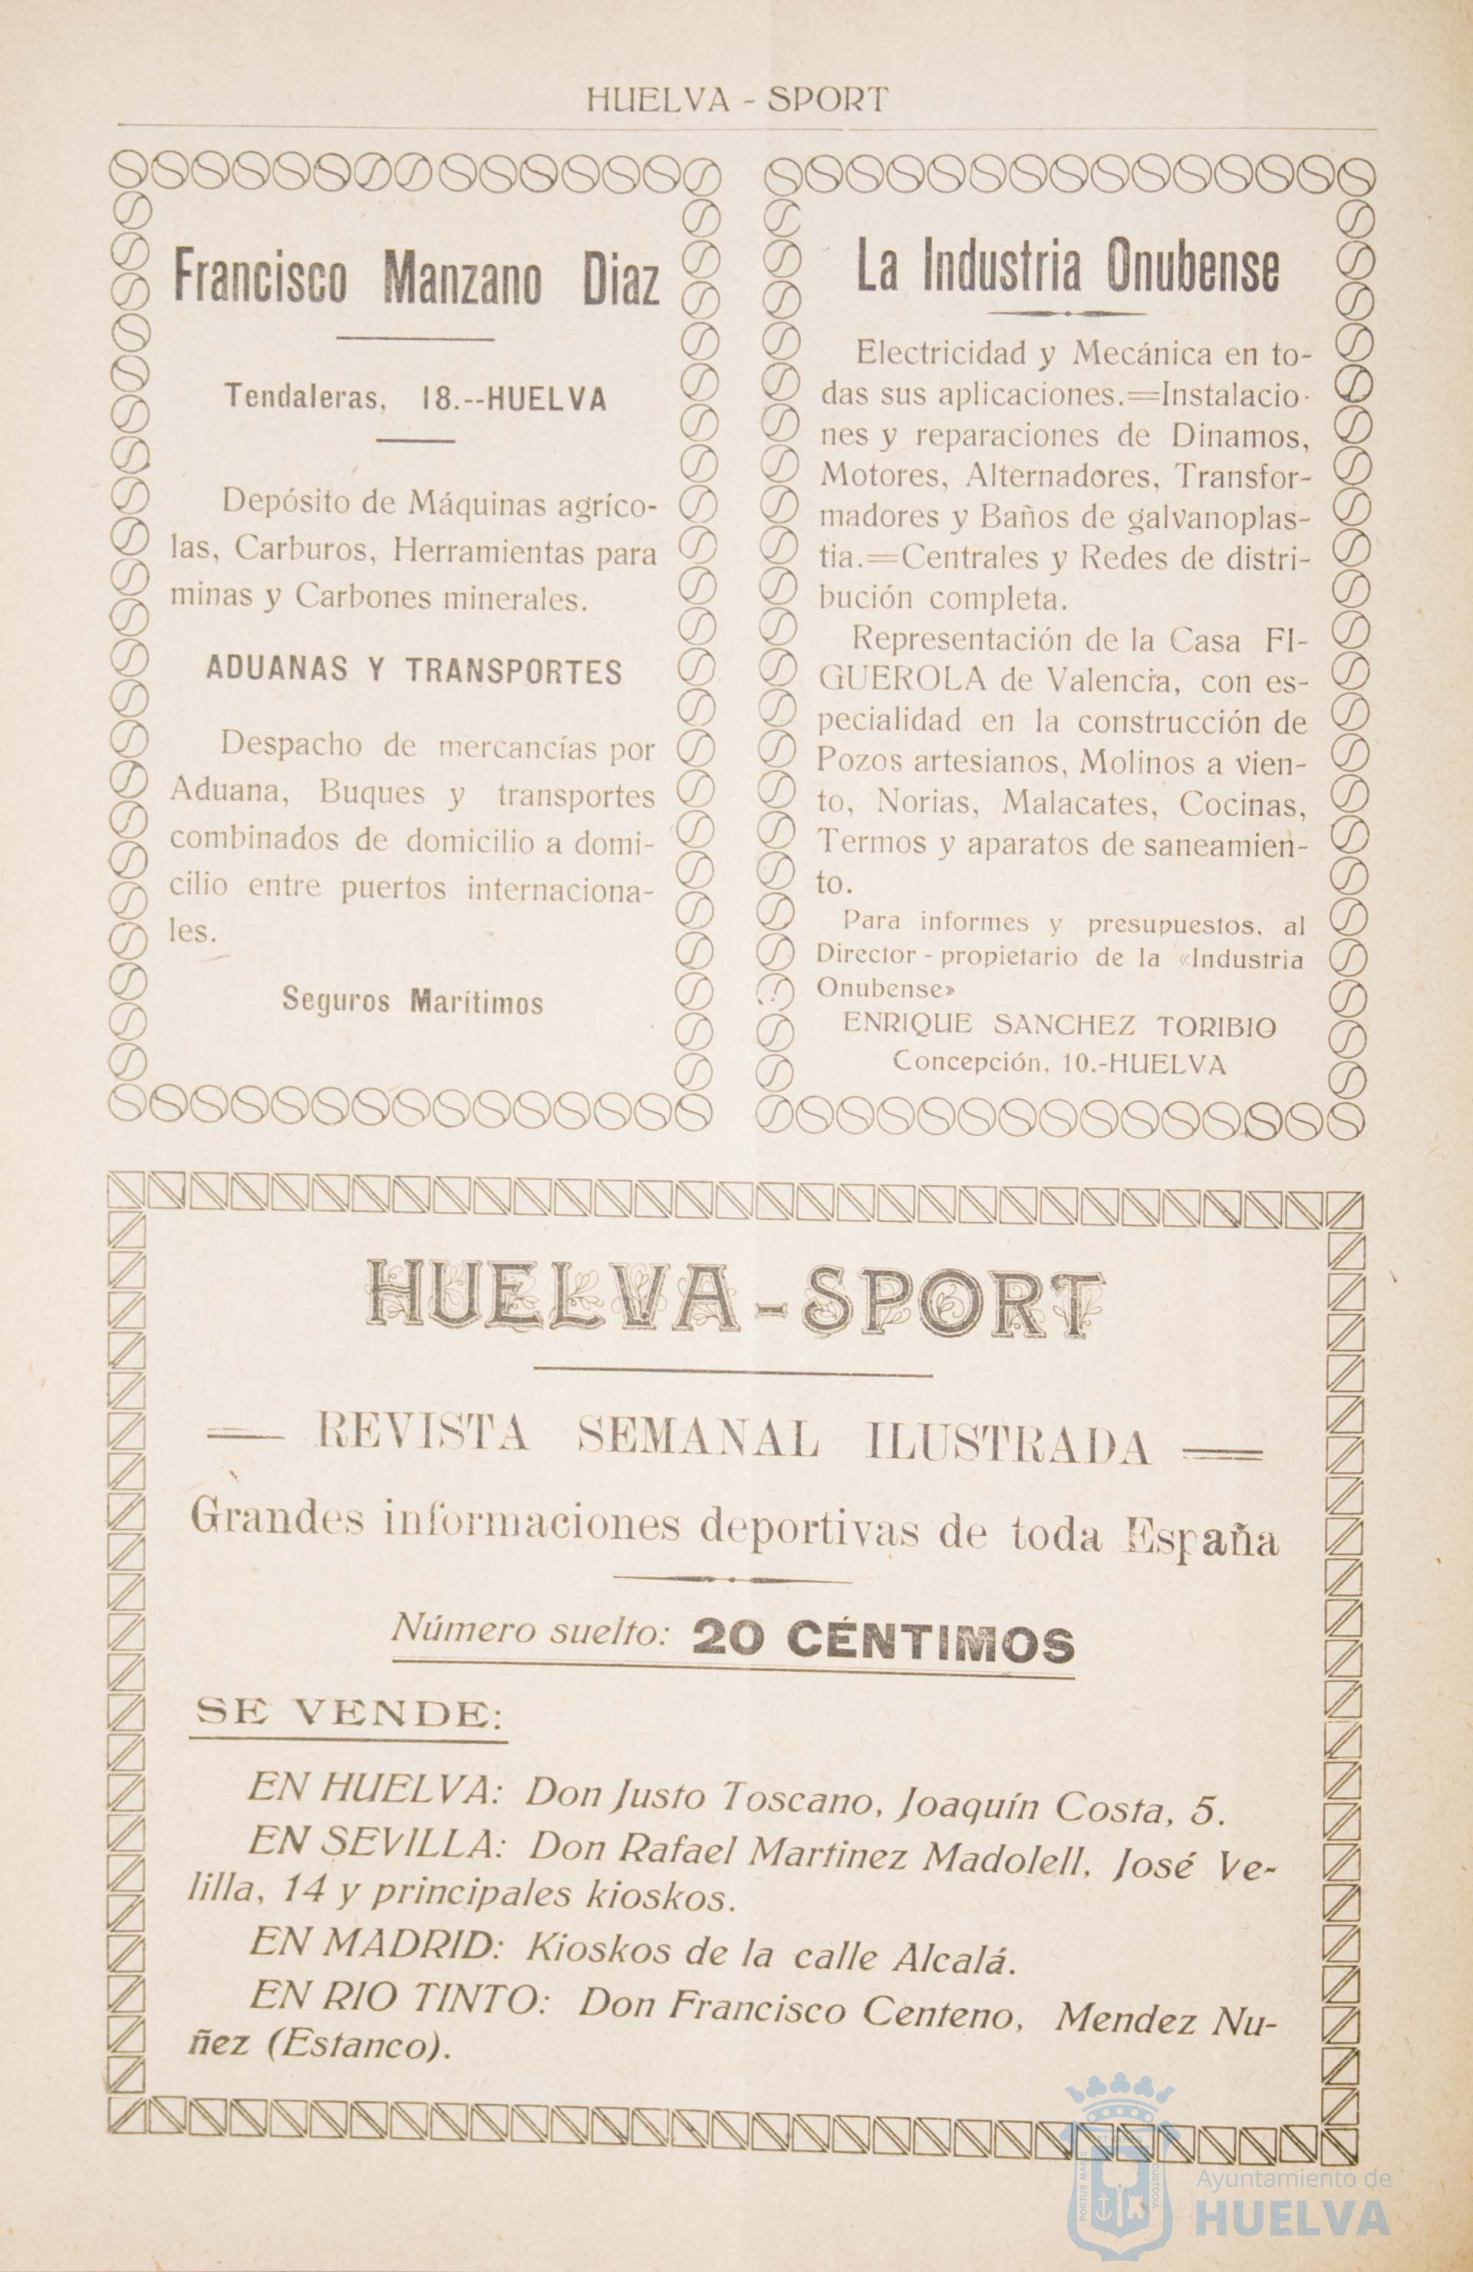 HUELVA - SPORT
Francisco Manzano Diaz
Tendaleras, 18.--HUELVA
Depósito de Máquinas agríco-
las, Carburos, Herramientas para
minas y Carbones minerales.
ADUANAS Y TRANSPORTES
Despacho de mercancías por
Aduana, Buques y transportes
combinados de domicilio a domi-
cilio entre puertos internaciona-
les.
Seguros Marítimos
La Industria Onubense
Electricidad y Mecánica en to-
das sus aplicaciones.=Instalacio-
nes y reparaciones de Dinamos,
Motores, Alternadores, Transfor-
madores y Baños de galvanoplas-
tia.=Centrales y Redes de distri-
bución completa.
Representación de la Casa FI-
GUEROLA de Valencia, con es-
pecialidad en la construcción de
Pozos artesianos, Molinos a vien-
to, Norias, Malacates, Cocinas,
Termos y aparatos de saneamien-
to.
Para informes y presupuestos, al
Director - propietario de la «Industria
Onubense»
ENRIQUE SANCHEZ TORIBIO
Concepción, 10.-HUELVA
HUELVA-SPORT
REVISTA SEMANAL ILUSTRADA
Grandes informaciones deportivas de toda España
Número suelto: 20 CÉNTIMOS
SE VENDE:
EN HUELVA: Don Justo Toscano, Joaquín Costa, 5.
EN SEVILLA: Don Rafael Martinez Madolell, José Ve-
lilla, 14 y principales kioskos.
EN MADRID: Kioskos de la calle Alcalá.
EN RIO TINTO: Don Francisco Centeno, Mendez Nu-
ñez (Estanco).
PORTUS MARIS
CUSTODIA
Ayuntamiento de
HUELVA